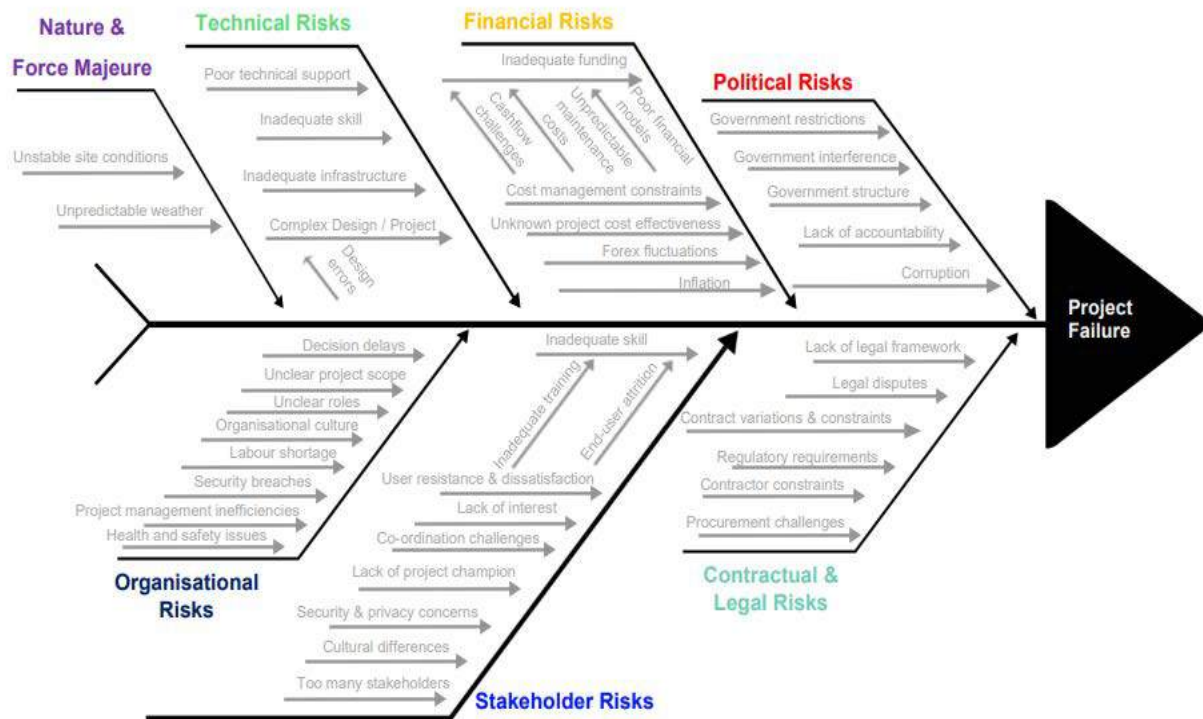 Nature &
Force Majeure
Unstable site conditions
Unpredictable weather
Technical Risks
Poor technical support
Inadequate skill
Inadequate infrastructure
Complex Design / Project
Design
errors
Financial Risks
Inadequate funding
Cashflow
challenges
Unpredictable
maintenance
costs
Poor financial
models
Cost management constraints
Unknown project cost effectiveness
Forex fluctuations
Inflation
Political Risks
Government restrictions
Government interference
Government structure
Lack of accountability
Corruption
Project
Failure
Decision delays
Unclear project scope
Unclear roles
Organisational culture
Labour shortage
Security breaches
Project management inefficiencies
Health and safety issues
Organisational
Risks
Inadequate skill
Inadequate training
End-user attrition
User resistance & dissatisfaction
Lack of interest
Co-ordination challenges
Lack of project champion
Security & privacy concerns
Cultural differences
Too many stakeholders
Stakeholder Risks
Lack of legal framework
Legal disputes
Contract variations & constraints
Regulatory requirements
Contractor constraints
Procurement challenges
Contractual &
Legal Risks